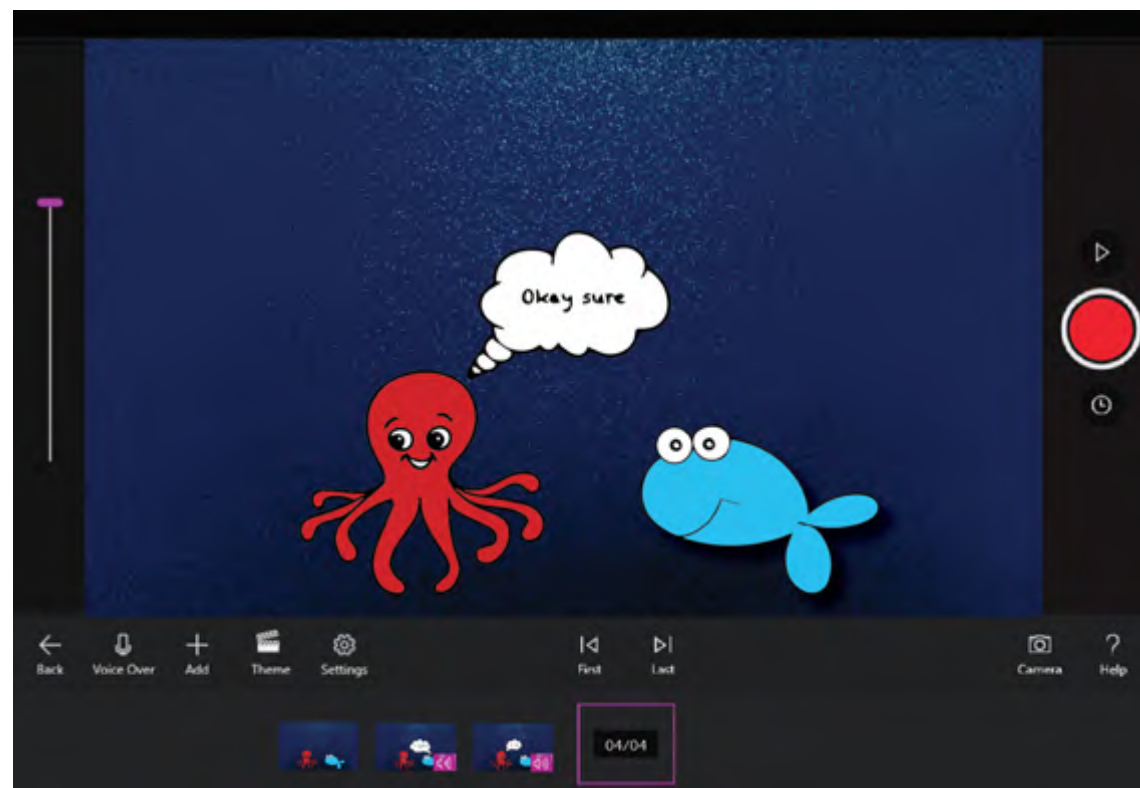 Okay sure
Back
Voice Over
Add
Theme
Settings
First
Last
Camera
Help
04/04